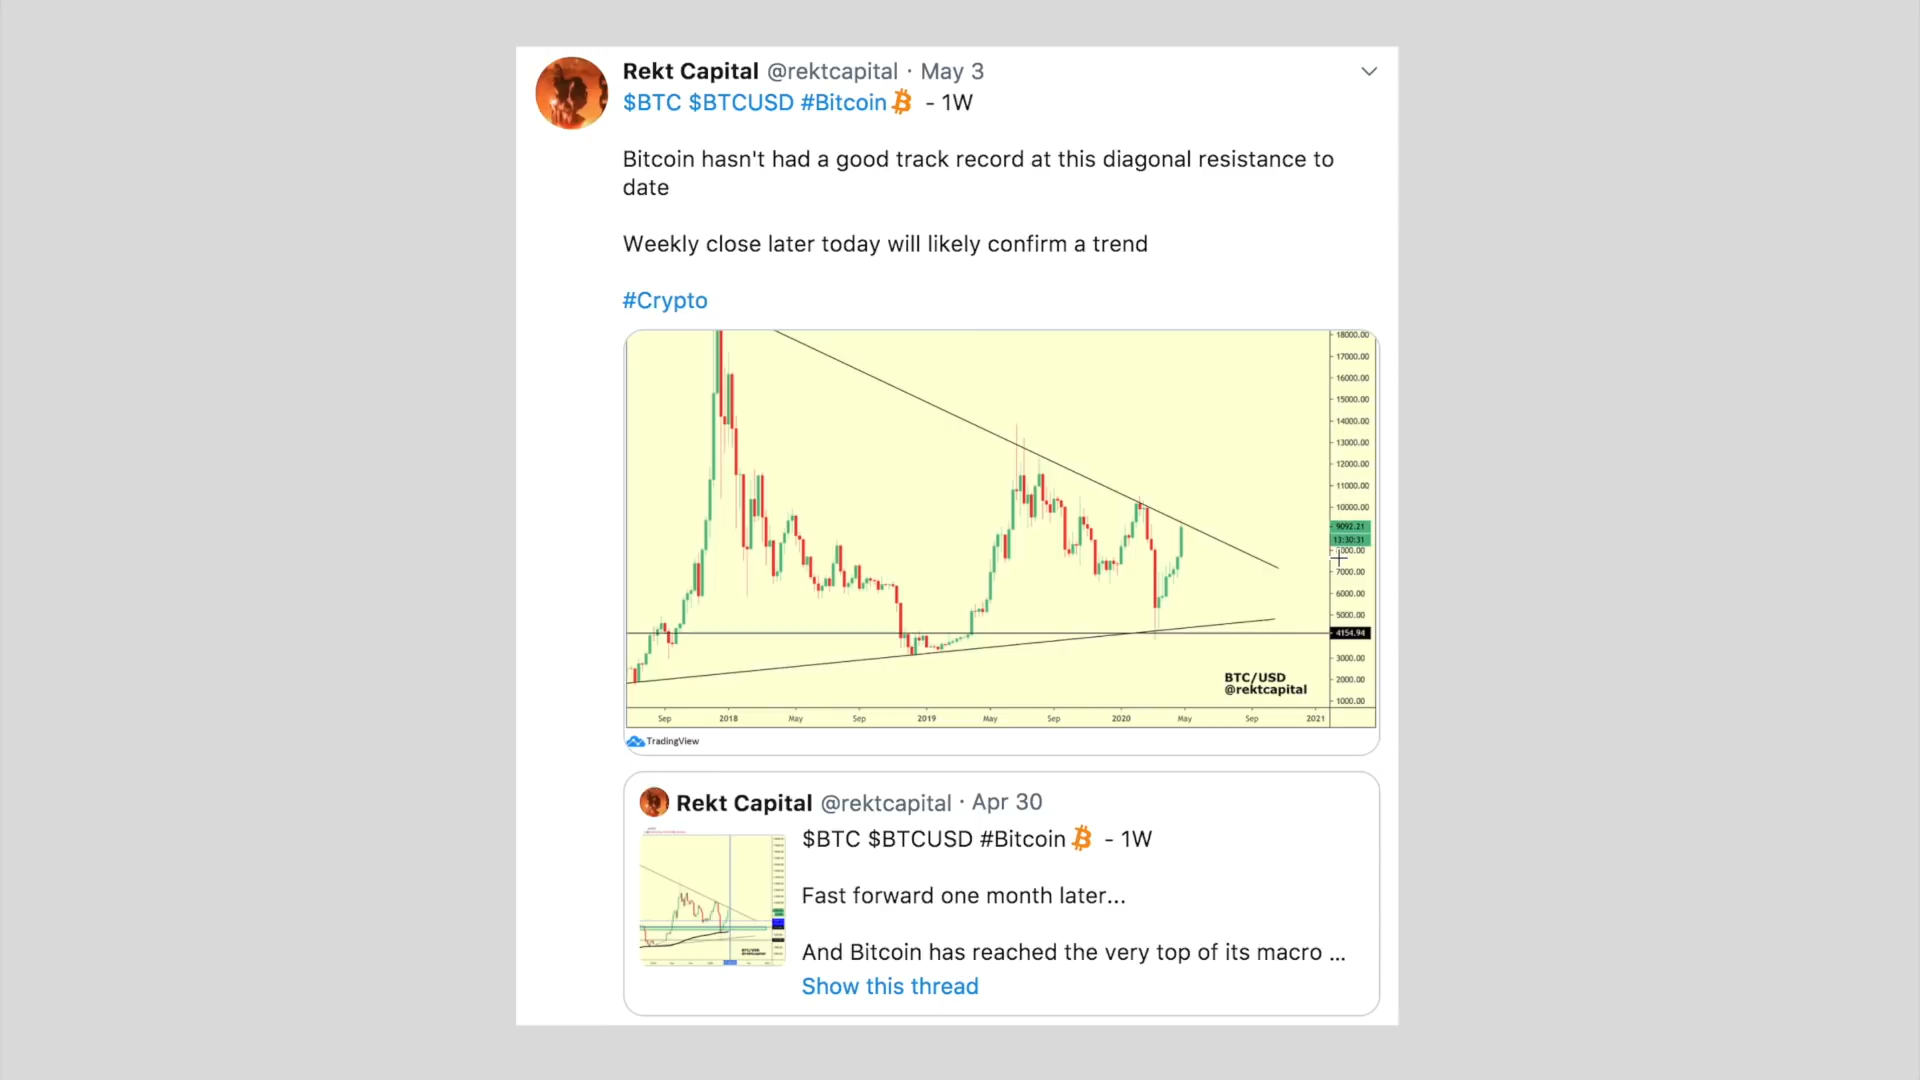 Rekt Capital @rektcapital · May 3
$BTC $BTCUSD #Bitcoin - 1W
Bitcoin hasn't had a good track record at this diagonal resistance to
date
Weekly close later today will likely confirm a trend
#Crypto
18000.00
17000.00
16000.00
15000.00
14000.00
13000.00
12000.00
11000.00
10000.00
9092.21
13:30:31
7000.00
6000.00
5000.00
4154.94
3000.00
2000.00
1000.00
BTC/USD
@rektcapital
Sep 2018 May Sep 2019 May Sep 2020 May Sep 2021
TradingView
Rekt Capital @rektcapital · Apr 30
$BTC $BTCUSD #Bitcoin - 1W
Fast forward one month later...
And Bitcoin has reached the very top of its macro ...
Show this thread